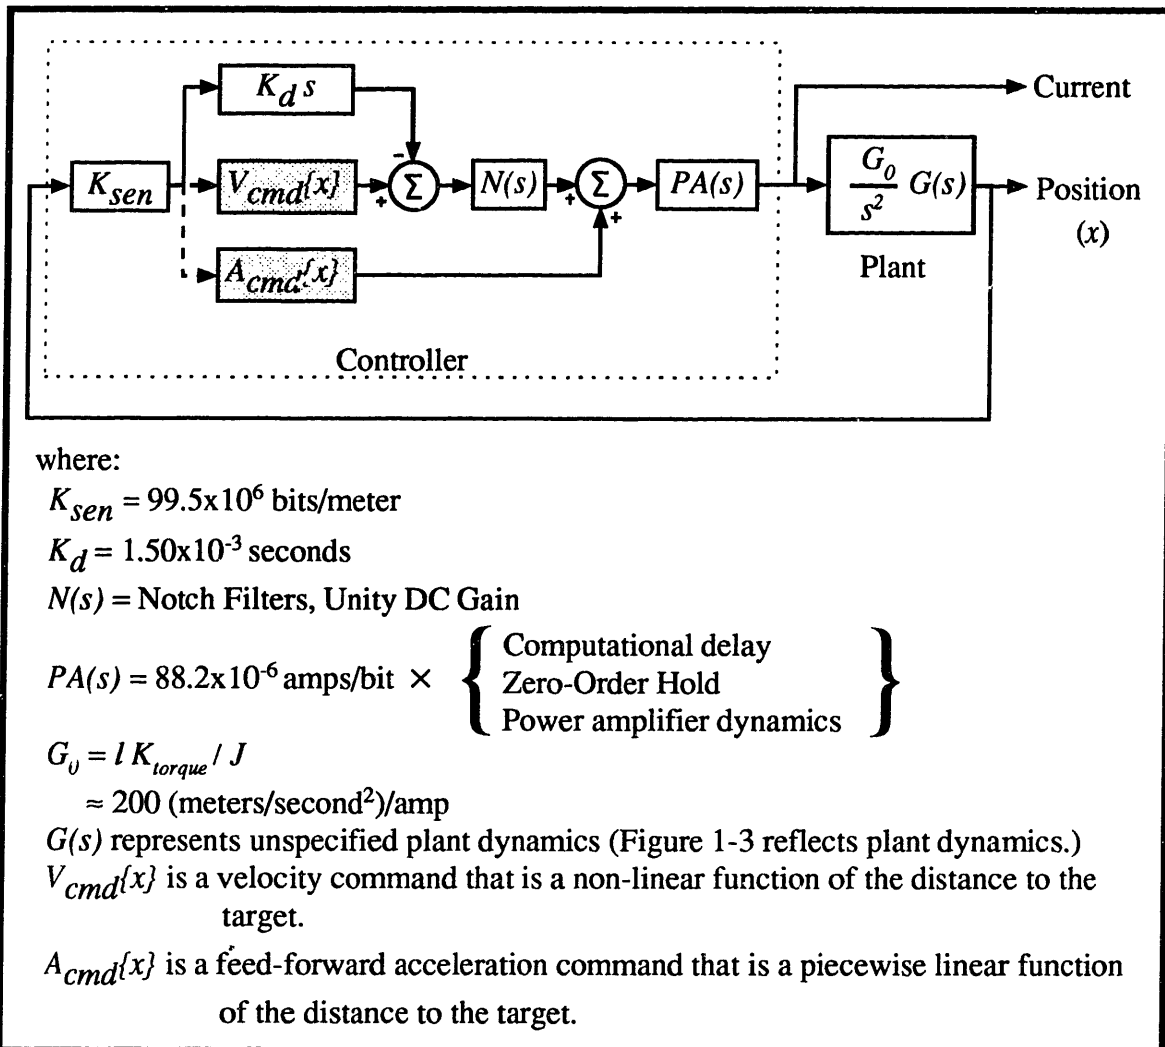 K_d s
Current
K_sen
V_cmd{x}
Σ
N(s)
Σ
PA(s)
G_0 / s^2 G(s)
Position
(x)
-
+
+
+
A_cmd{x}
Plant
Controller
where:
K_sen = 99.5x10^6 bits/meter
K_d = 1.50x10^-3 seconds
N(s) = Notch Filters, Unity DC Gain
Computational delay
PA(s) = 88.2x10^-6 amps/bit × { Zero-Order Hold }
Power amplifier dynamics
G_0 = l K_torque / J
≈ 200 (meters/second^2)/amp
G(s) represents unspecified plant dynamics (Figure 1-3 reflects plant dynamics.)
V_cmd{x} is a velocity command that is a non-linear function of the distance to the
target.
A_cmd{x} is a feed-forward acceleration command that is a piecewise linear function
of the distance to the target.